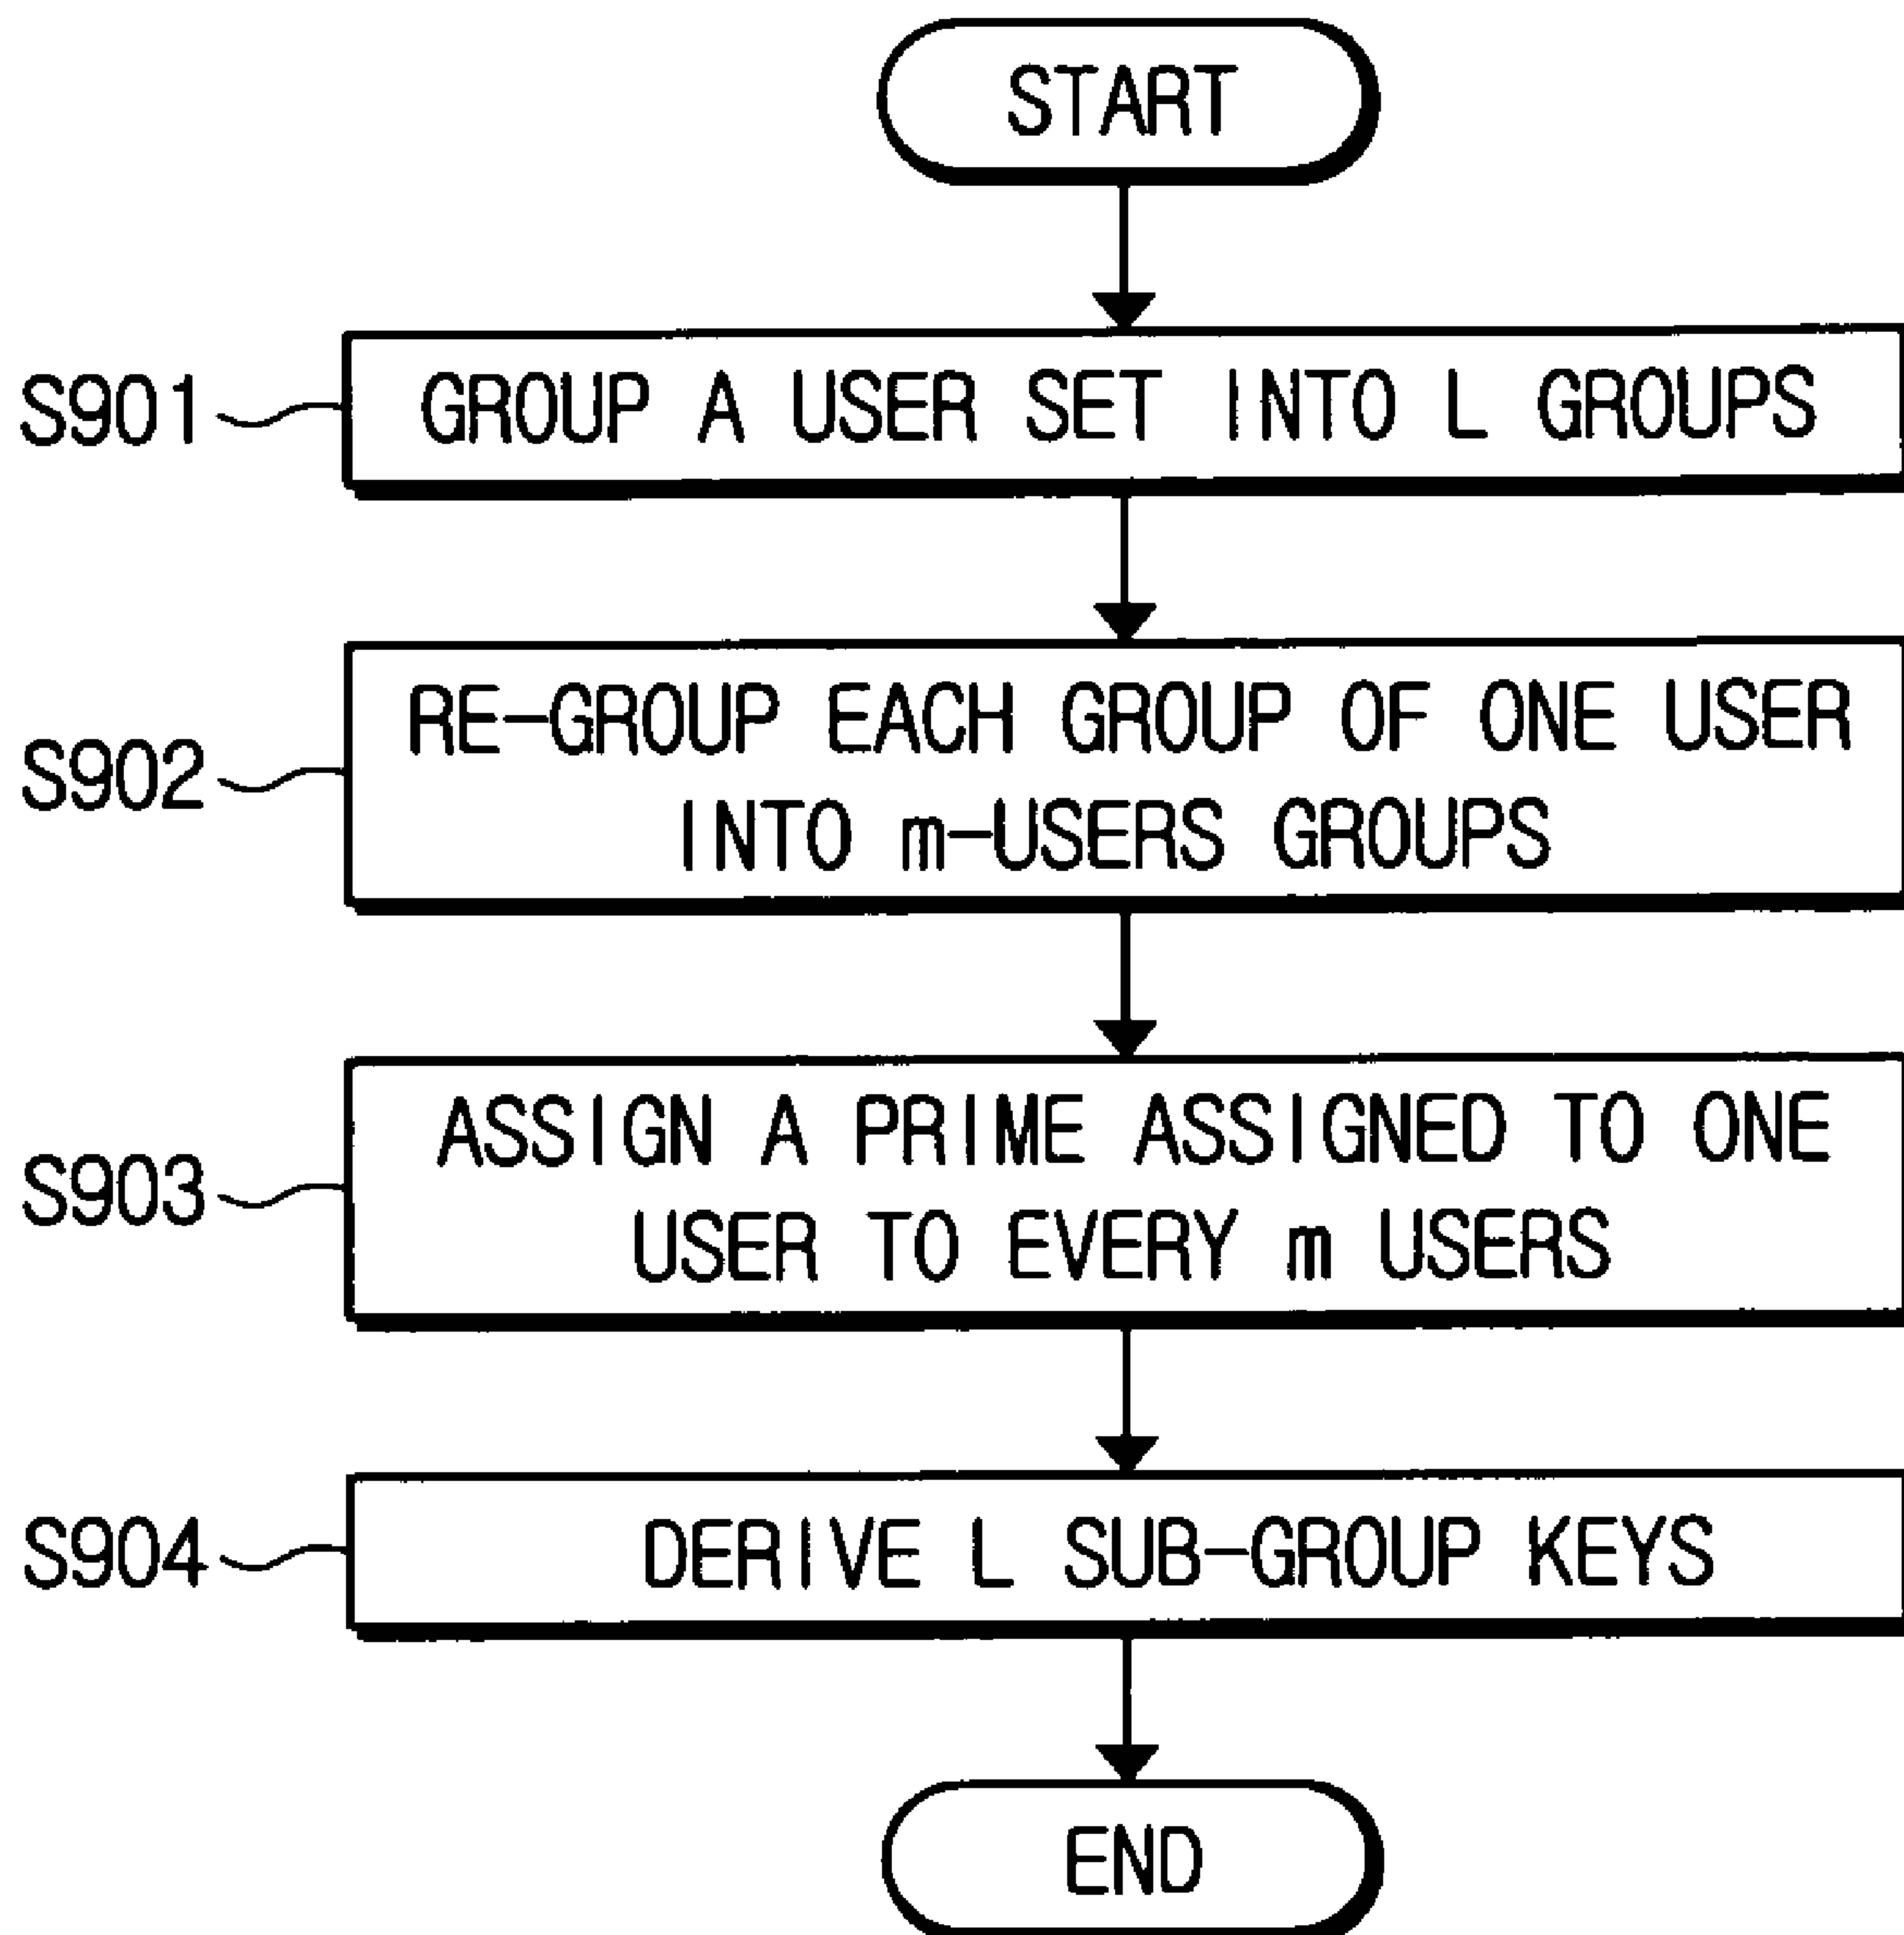 START
S901
GROUP A USER SET INTO L GROUPS
S902
RE-GROUP EACH GROUP OF ONE USER
INTO m-USERS GROUPS
S903
ASSIGN A PRIME ASSIGNED TO ONE
USER TO EVERY m USERS
S904
DERIVE L SUB-GROUP KEYS
END